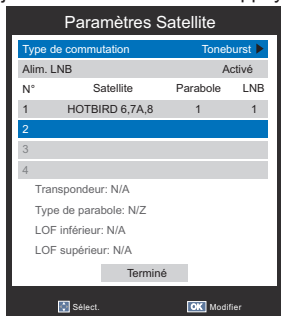 Paramètres Satellite
Type de commutation Toneburst
Alim. LNB Activé
N° Satellite Parabole LNB
1 HOTBIRD 6,7A,8 1 1
2
3
4
Transpondeur: N/A
Type de parabole: N/Z
LOF inférieur: N/A
LOF supérieur: N/A
Terminé
Sélect. OK Modifier